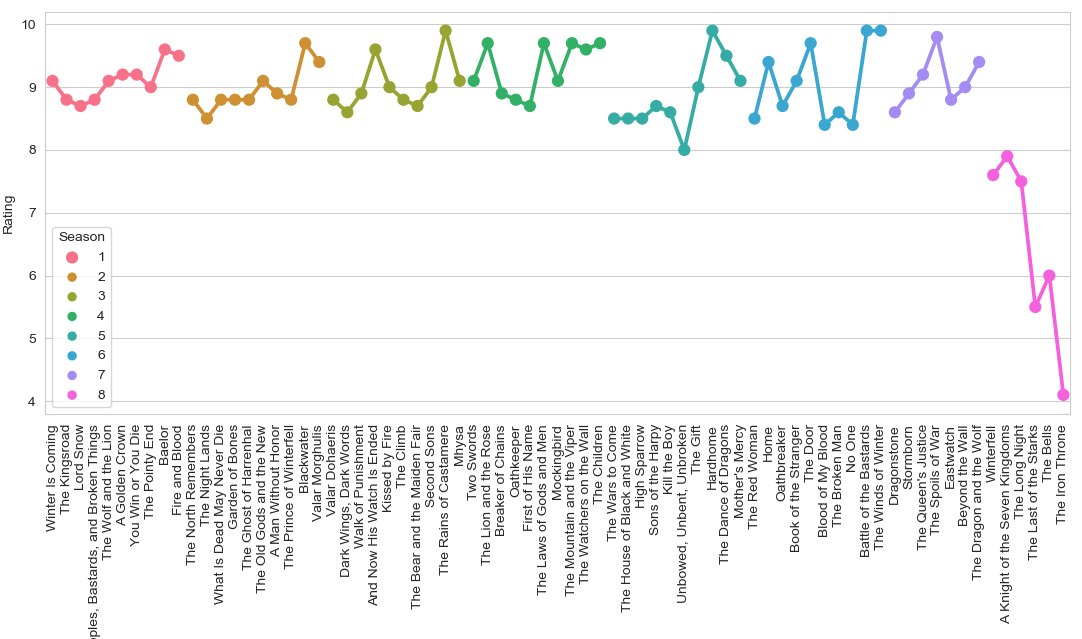 10
9
8
7
6
5
4
Rating
Season
1
2
3
4
5
6
7
8
Winter Is Coming
The Kingsroad
Lord Snow
Bastards, and Broken Things
The Wolf and the Lion
A Golden Crown
You Win or You Die
The Pointy End
Baelor
Fire and Blood
The North Remembers
The Night Lands
What Is Dead May Never Die
Garden of Bones
The Ghost of Harrenhal
The Old Gods and the New
A Man Without Honor
The Prince of Winterfell
Blackwater
Valar Morghulis
Valar Dohaeris
Dark Wings, Dark Words
Walk of Punishment
And Now His Watch Is Ended
Kissed by Fire
The Climb
The Bear and the Maiden Fair
Second Sons
The Rains of Castamere
Mhysa
Two Swords
The Lion and the Rose
Breaker of Chains
Oathkeeper
First of His Name
The Laws of Gods and Men
Mockingbird
The Mountain and the Viper
The Watchers on the Wall
The Children
The Wars to Come
The House of Black and White
High Sparrow
Sons of the Harpy
Kill the Boy
Unbowed, Unbent, Unbroken
The Gift
Hardhome
The Dance of Dragons
Mother's Mercy
The Red Woman
Home
Oathbreaker
Book of the Stranger
The Door
Blood of My Blood
The Broken Man
No One
Battle of the Bastards
The Winds of Winter
Dragonstone
Stormborn
The Queen's Justice
The Spoils of War
Eastwatch
Beyond the Wall
The Dragon and the Wolf
Winterfell
A Knight of the Seven Kingdoms
The Long Night
The Last of the Starks
The Bells
The Iron Throne